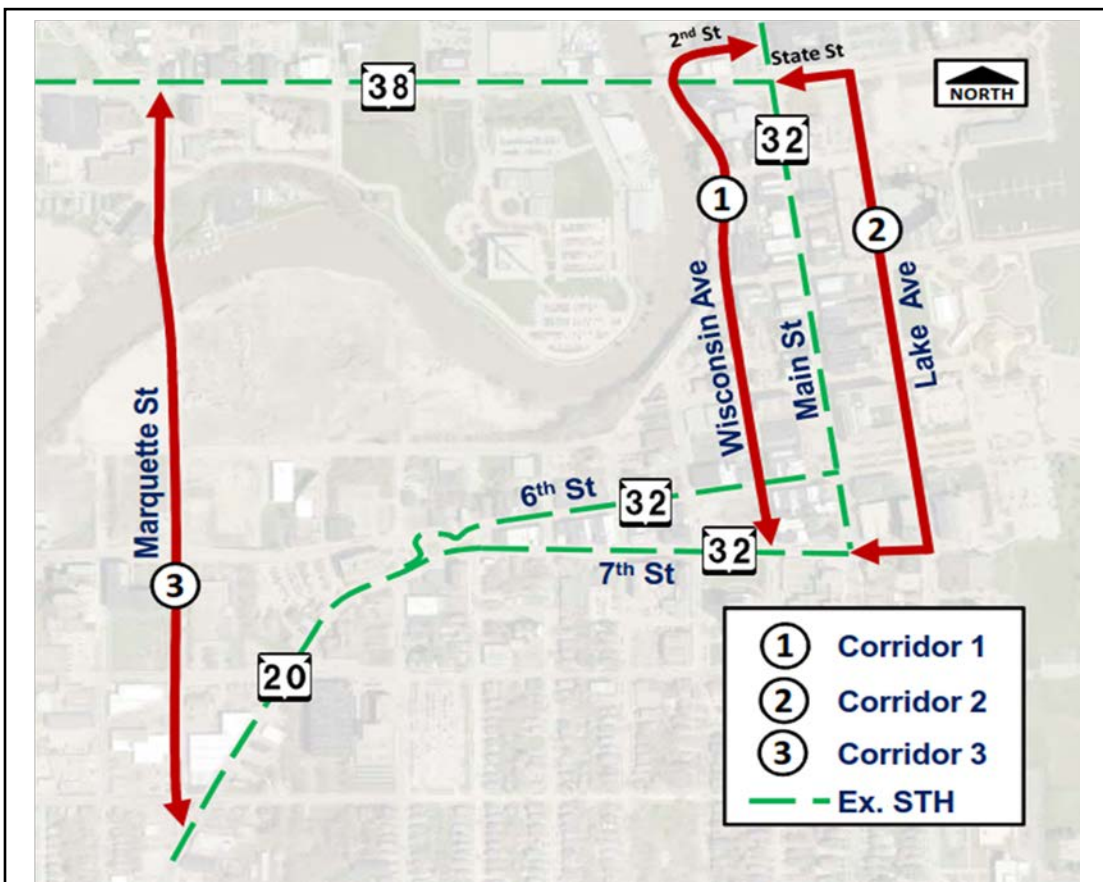 2nd St
State St
38
NORTH
32
1
2
Wisconsin Ave
Main St
Lake Ave
Marquette St
6th St
32
32
7th St
3
20
1 Corridor 1
2 Corridor 2
3 Corridor 3
Ex. STH